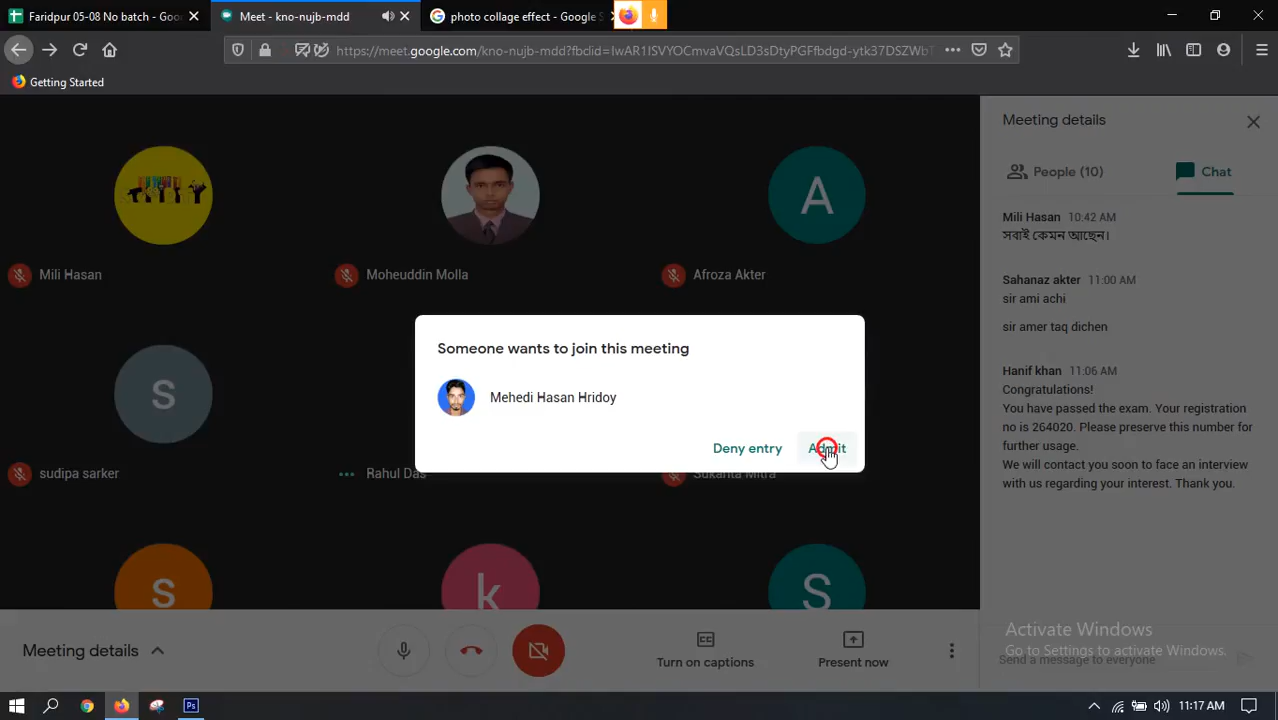 Faridpur 05-08 No batch - Goo
Meet - kno-nujb-mdd
photo collage effect - Google S
https://meet.google.com/kno-nujb-mdd?fbclid=IwAR1ISVYOCmvaVQsLD3sDtyPGFfbdgd-ytk37DSZWbT
Getting Started
Meeting details
People (10)
Chat
Mili Hasan 10:42 AM
সবাই কেমন আছেন।
Sahanaz akter 11:00 AM
sir ami achi
sir amer taq dichen
Hanif khan 11:06 AM
Congratulations!
You have passed the exam. Your registration
no is 264020. Please preserve this number for
further usage.
We will contact you soon to face an interview
with us regarding your interest. Thank you.
Mili Hasan
Moheuddin Molla
A
Afroza Akter
Someone wants to join this meeting
Mehedi Hasan Hridoy
Deny entry
Admit
s
sudipa sarker
Rahul Das
Sukanta Mitra
s
k
S
Activate Windows
Go to Settings to activate Windows.
Send a message to everyone
Meeting details
Turn on captions
Present now
Ps
11:17 AM